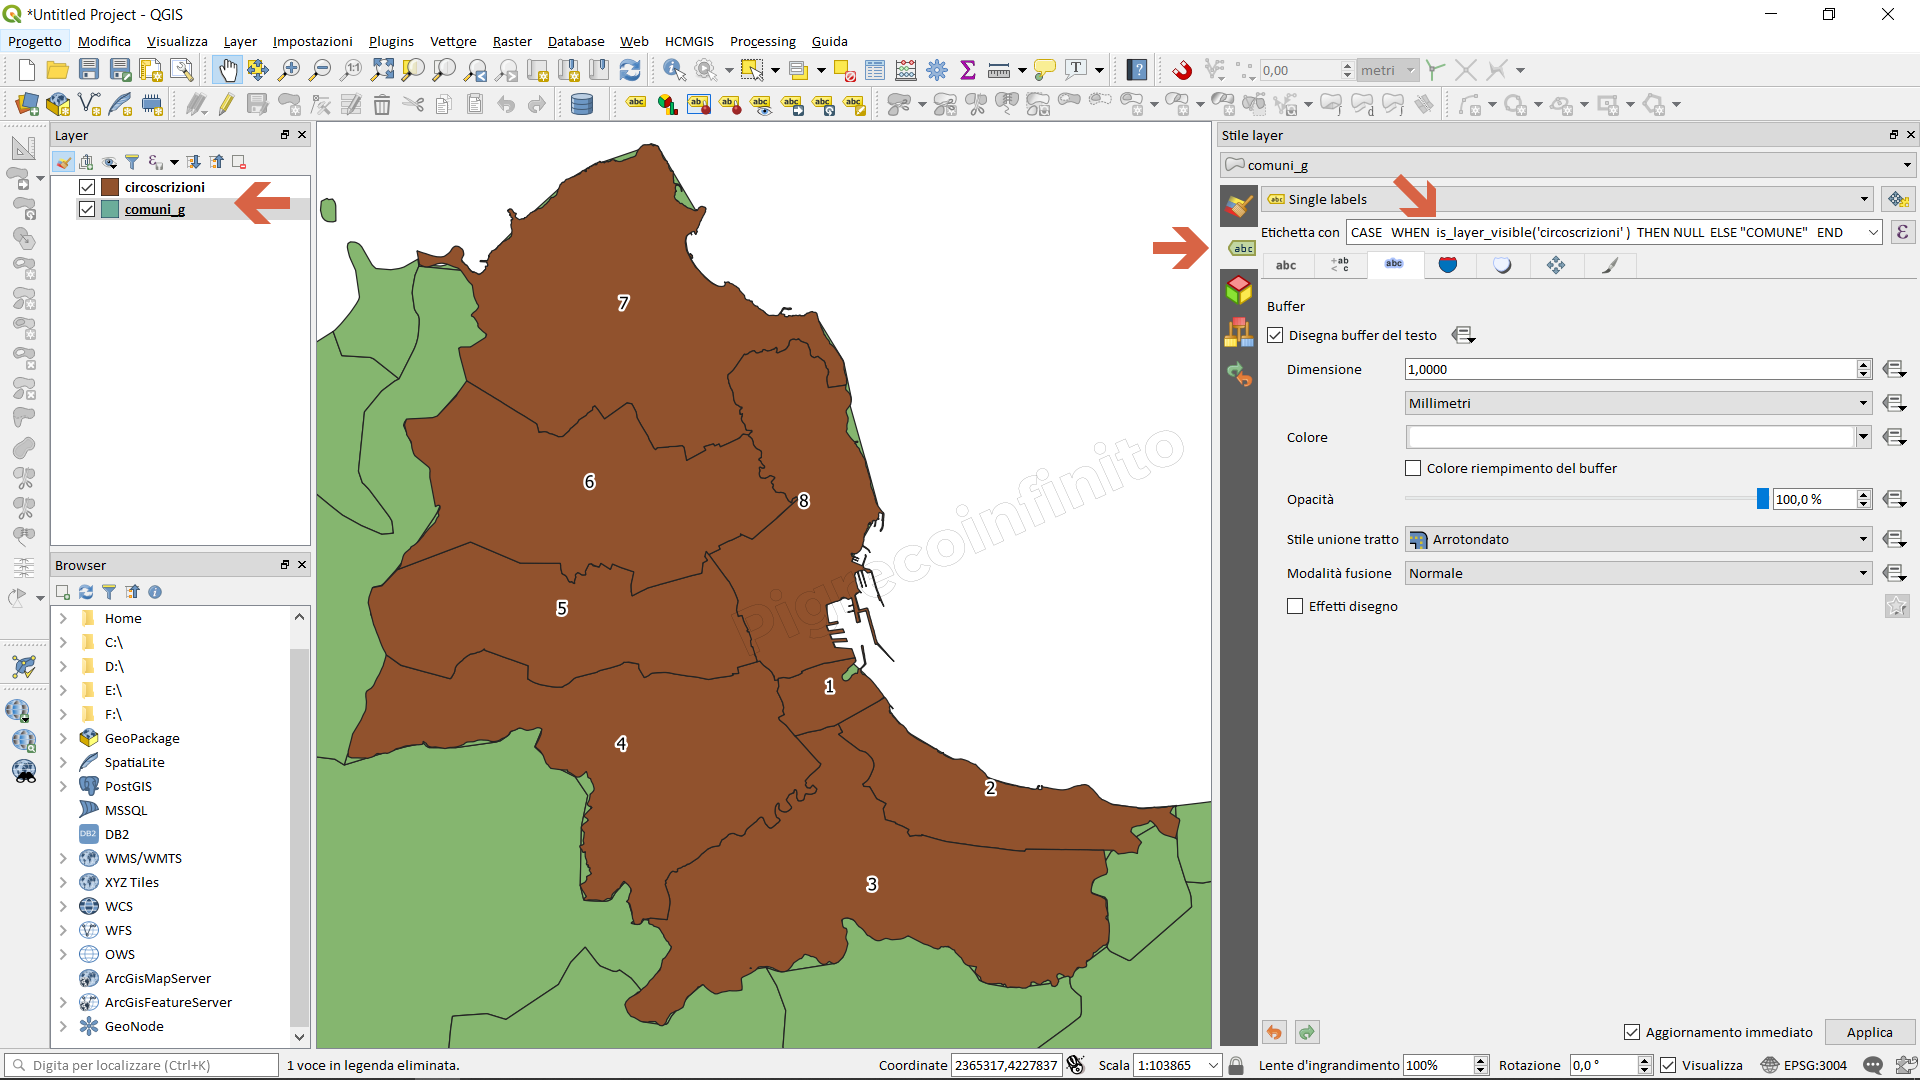 *Untitled Project - QGIS
Progetto Modifica Visualizza Layer Impostazioni Plugins Vettore Raster Database Web HCMGIS Processing Guida
0,00 metri
Layer
circoscrizioni
comuni_g
Browser
Home
C:\
D:\
E:\
F:\
GeoPackage
SpatiaLite
PostGIS
MSSQL
DB2
WMS/WMTS
XYZ Tiles
WCS
WFS
OWS
ArcGisMapServer
ArcGisFeatureServer
GeoNode
7
6
8
5
1
4
2
3
Pigrecoinfinito
Stile layer
comuni_g
Single labels
Etichetta con CASE WHEN is_layer_visible('circoscrizioni' ) THEN NULL ELSE "COMUNE" END
Buffer
Disegna buffer del testo
Dimensione 1,0000
Millimetri
Colore
Colore riempimento del buffer
Opacità 100,0 %
Stile unione tratto Arrotondato
Modalità fusione Normale
Effetti disegno
Aggiornamento immediato Applica
Digita per localizzare (Ctrl+K) 1 voce in legenda eliminata. Coordinate 2365317,4227837 Scala 1:103865 Lente d'ingrandimento 100% Rotazione 0,0 ° Visualizza EPSG:3004